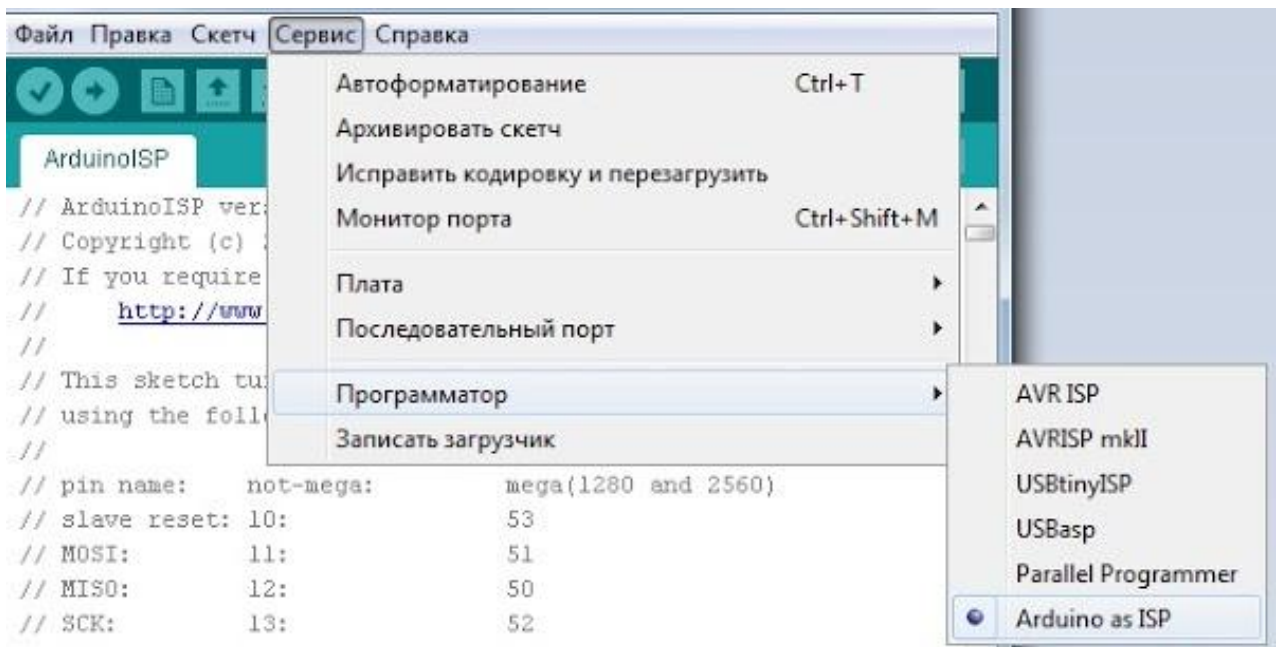 Файл Правка Скетч Сервис Справка
Автоформатирование Ctrl+T
Архивировать скетч
Исправить кодировку и перезагрузить
Монитор порта Ctrl+Shift+M
Плата
Последовательный порт
Программатор
Записать загрузчик
AVR ISP
AVRISP mkII
USBtinyISP
USBasp
Parallel Programmer
Arduino as ISP
ArduinoISP
// ArduinoISP
// Copyright (c)
// If you require
// http://www
//
// This sketch
// using the
//
// pin name: not-mega: mega(1280 and 2560)
// slave reset: 10: 53
// MOSI: 11: 51
// MISO: 12: 50
// SCK: 13: 52